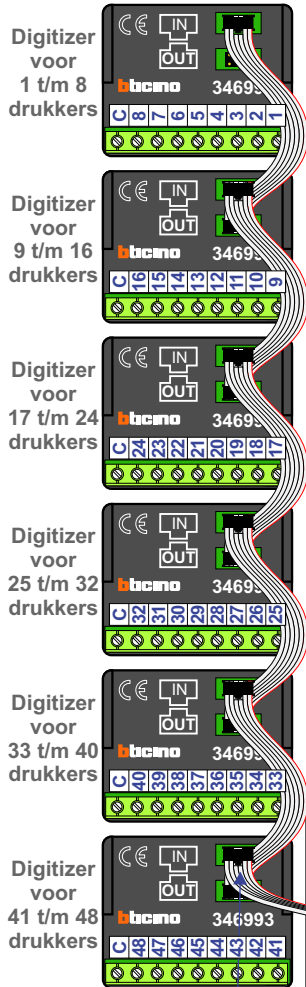 Digitizer
voor
1 t/m 8
drukkers
CE IN
OUT
bticino
C 8 7 6 5 4 3 2 1
Digitizer
voor
9 t/m 16
drukkers
CE IN
OUT
bticino
C 16 15 14 13 12 11 10 9
Digitizer
voor
17 t/m 24
drukkers
CE IN
OUT
bticino
C 24 23 22 21 20 19 18 17
Digitizer
voor
25 t/m 32
drukkers
CE IN
OUT
bticino
C 32 31 30 29 28 27 26 25
Digitizer
voor
33 t/m 40
drukkers
CE IN
OUT
bticino
C 40 39 38 37 36 35 34 33
Digitizer
voor
41 t/m 48
drukkers
CE IN
OUT
bticino 346993
C 48 47 46 45 44 43 42 41